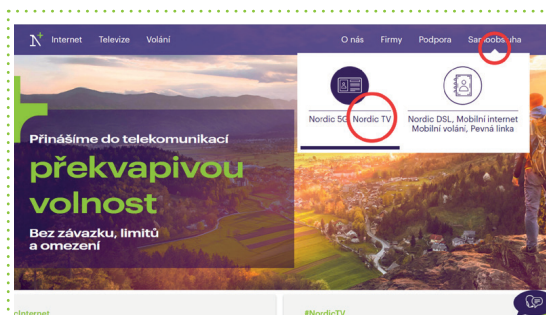 N+ Internet Televize Volání O nás Firmy Podpora Samoobsluha
Nordic 5G, Nordic TV
Nordic DSL, Mobilní internet
Mobilní volání, Pevná linka
Přinášíme do telekomunikací
překvapivou
volnost
Bez závazku, limitů
a omezení
#NordicTV